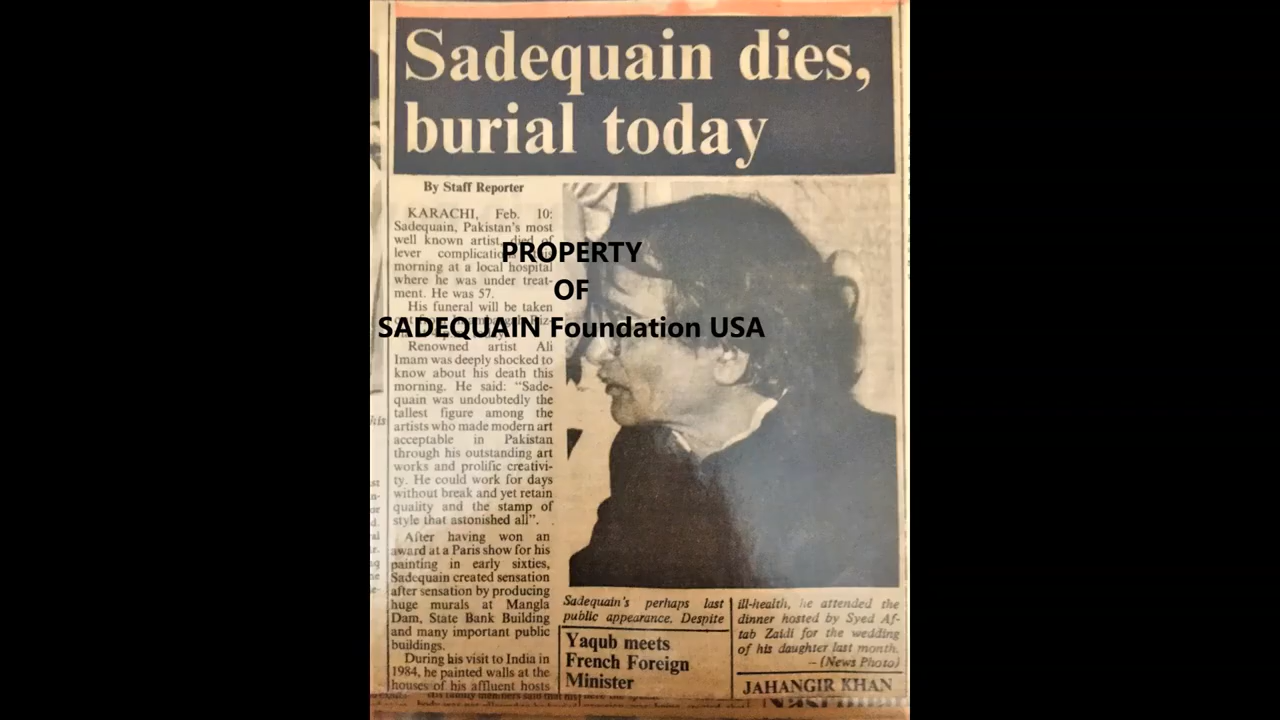 Sadequain dies,
burial today
By Staff Reporter
KARACHI, Feb. 10:
Sadequain, Pakistan's most
well known artist, died of
lever
morning at a local hospital
where he was under treat-
ment. He was 57.
His funeral will be taken
Renowned artist Ali
Imam was deeply shocked to
know about his death this
morning. He said: "Sade-
quain was undoubtedly the
tallest figure among the
artists who made modern art
acceptable in Pakistan
through his outstanding art
works and prolific creativi-
ty. He could work for days
without break and yet retain
quality and the stamp of
style that astonished all".
After having won an
award at a Paris show for his
painting in early sixties,
Sadequain created sensation
after sensation by producing
huge murals at Mangla
Dam, State Bank Building
and many important public
buildings.
During his visit to India in
1984, he painted walls at the
houses of his affluent hosts
PROPERTY
OF
SADEQUAIN Foundation USA
Sadequain's perhaps last
public appearance. Despite
ill-health, he attended the
dinner hosted by Syed Af-
tab Zaidi for the wedding
of his daughter last month.
– (News Photo)
Yaqub meets
French Foreign
Minister
JAHANGIR KHAN